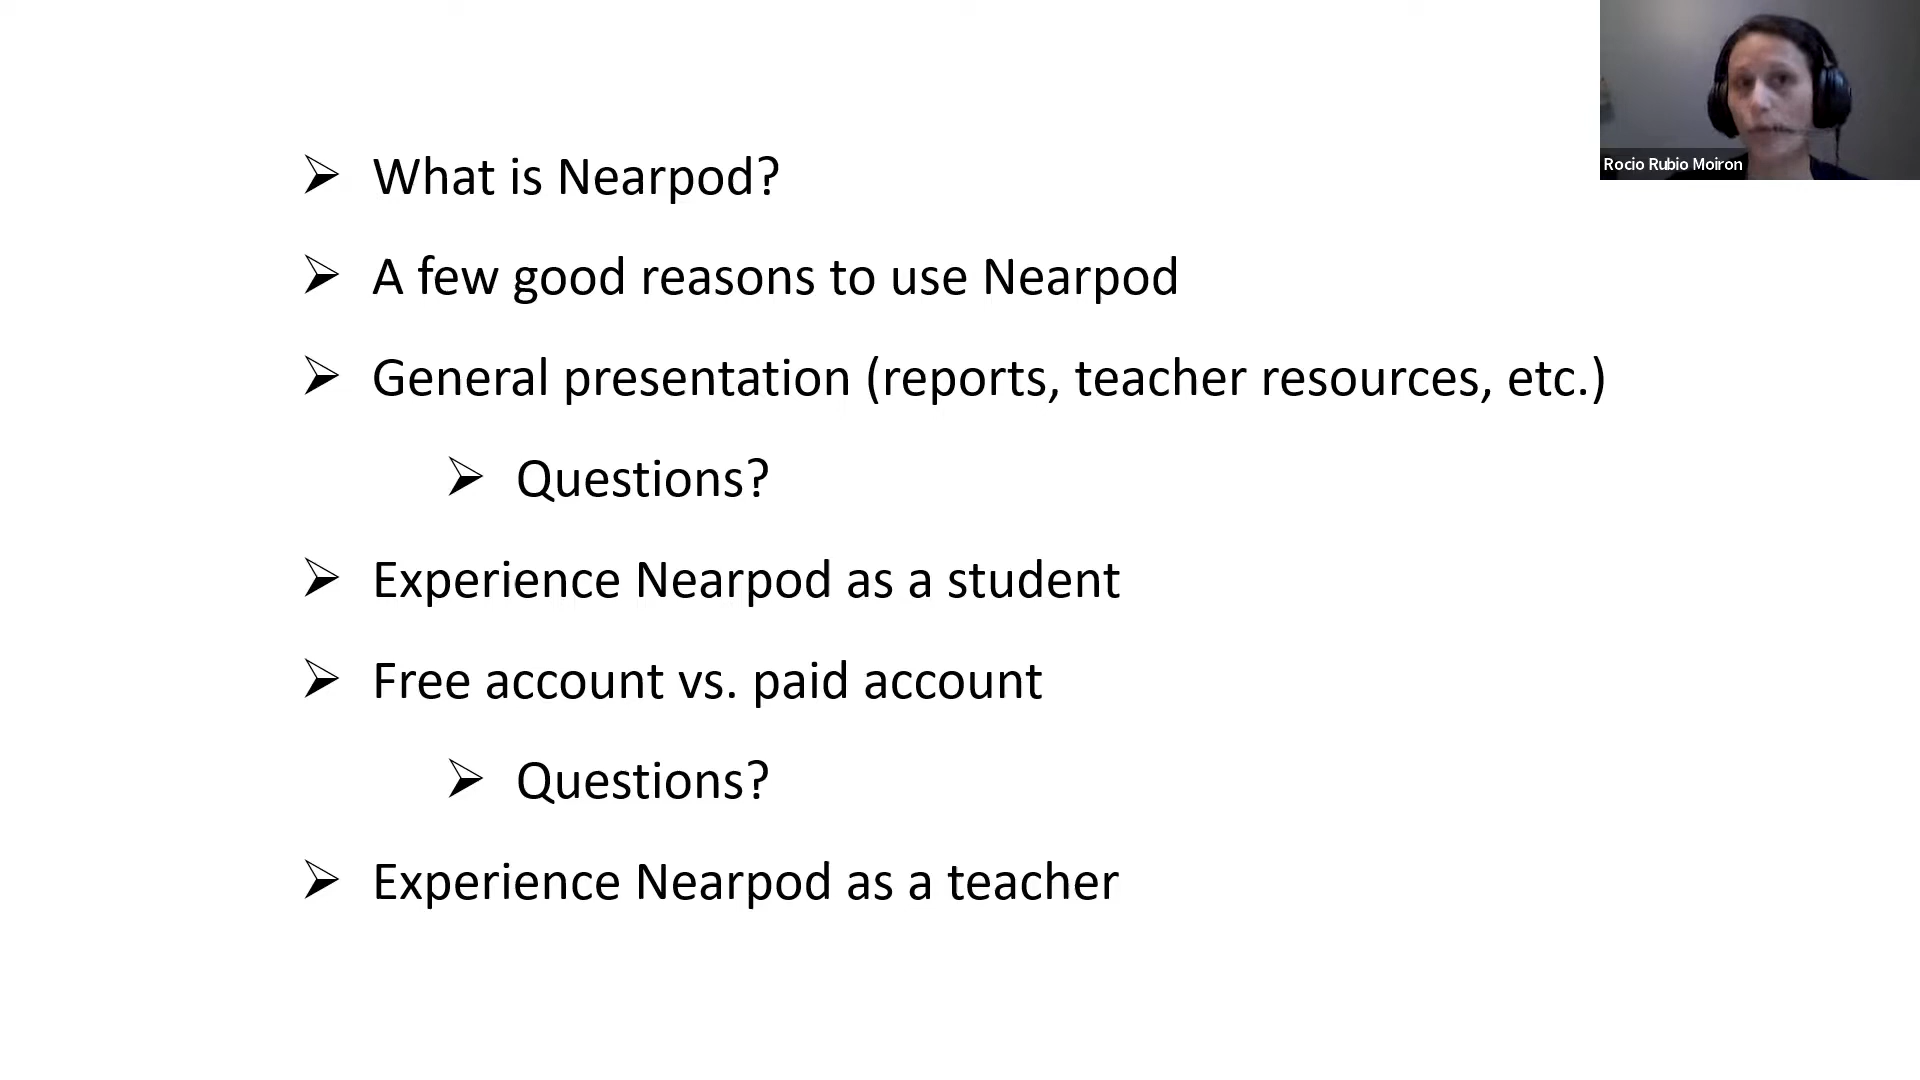 What is Nearpod?
A few good reasons to use Nearpod
General presentation (reports, teacher resources, etc.)
Questions?
Experience Nearpod as a student
Free account vs. paid account
Questions?
Experience Nearpod as a teacher
Rocio Rubio Moiron